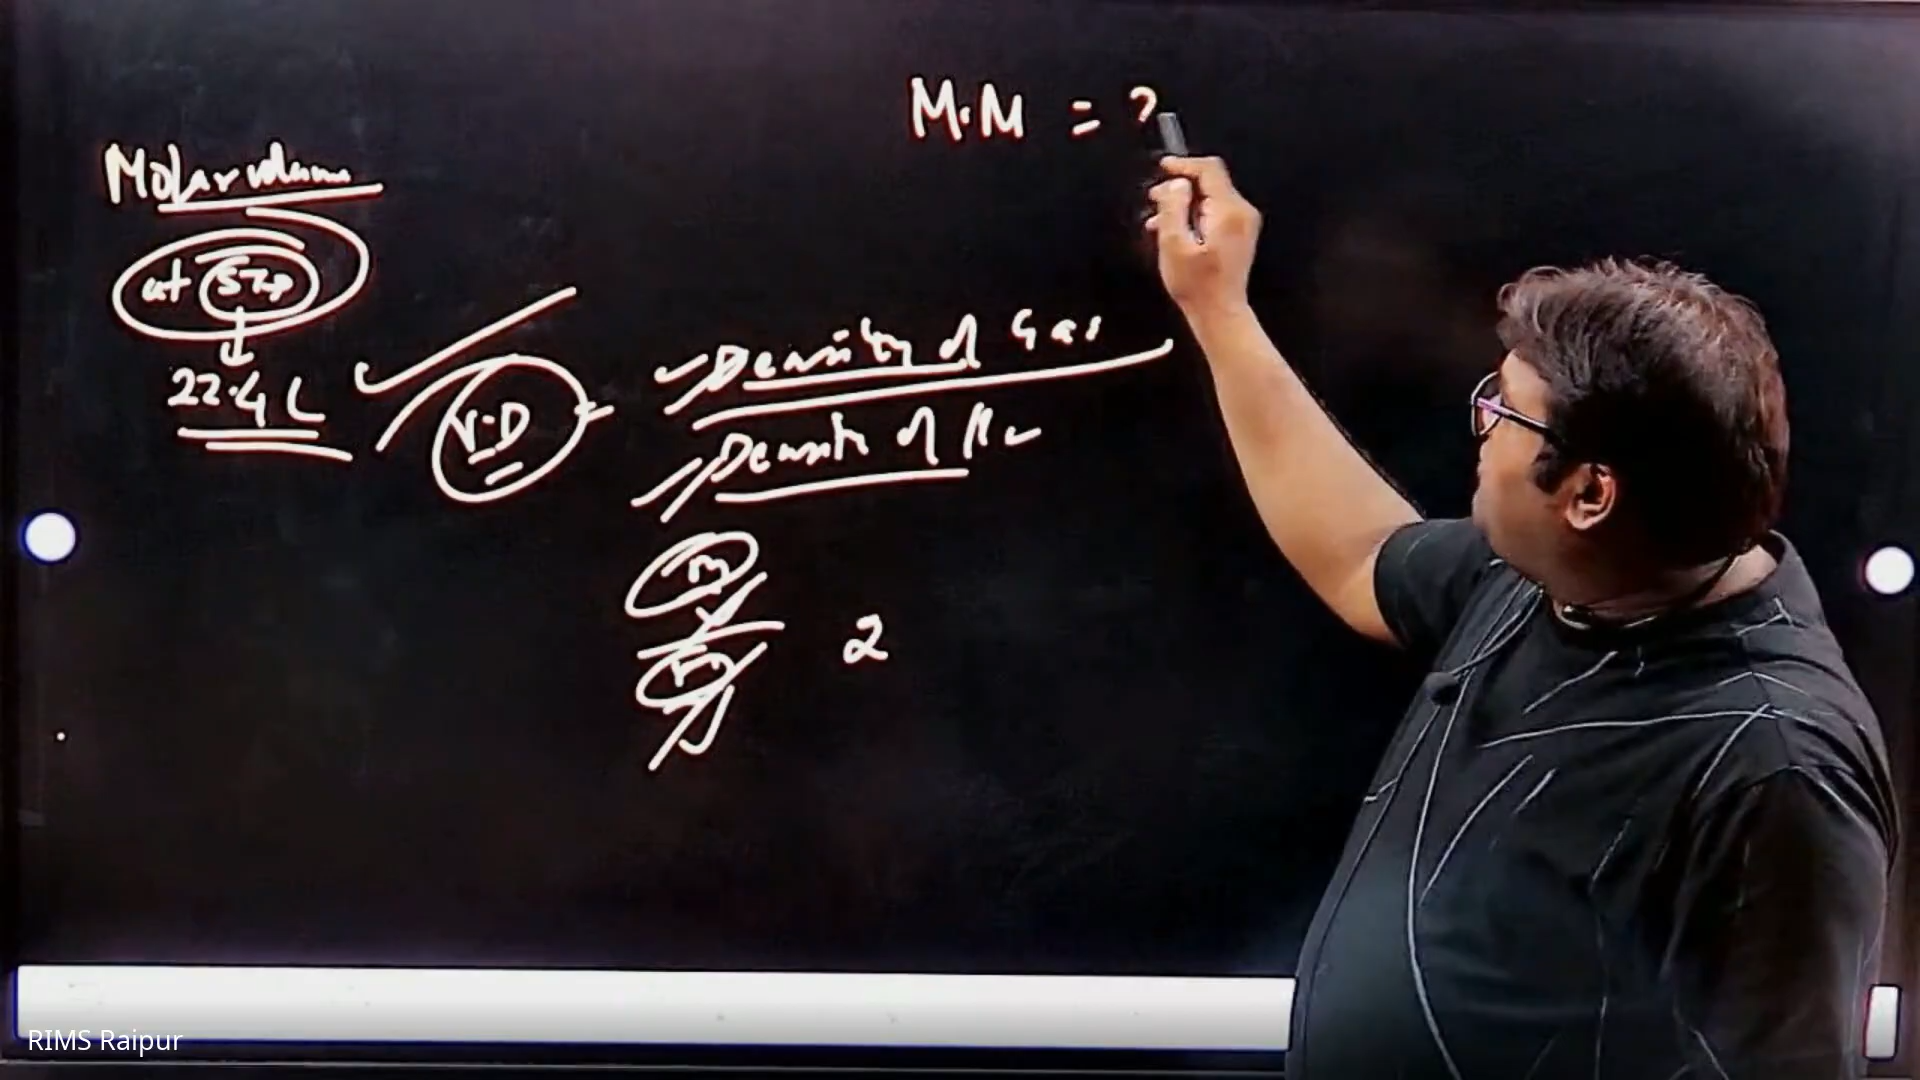 M.M = ?
Molar volume
at STP
22.4 L
V.D = Density of Gas
Density of H2
m
V
m
V
2
RIMS Raipur